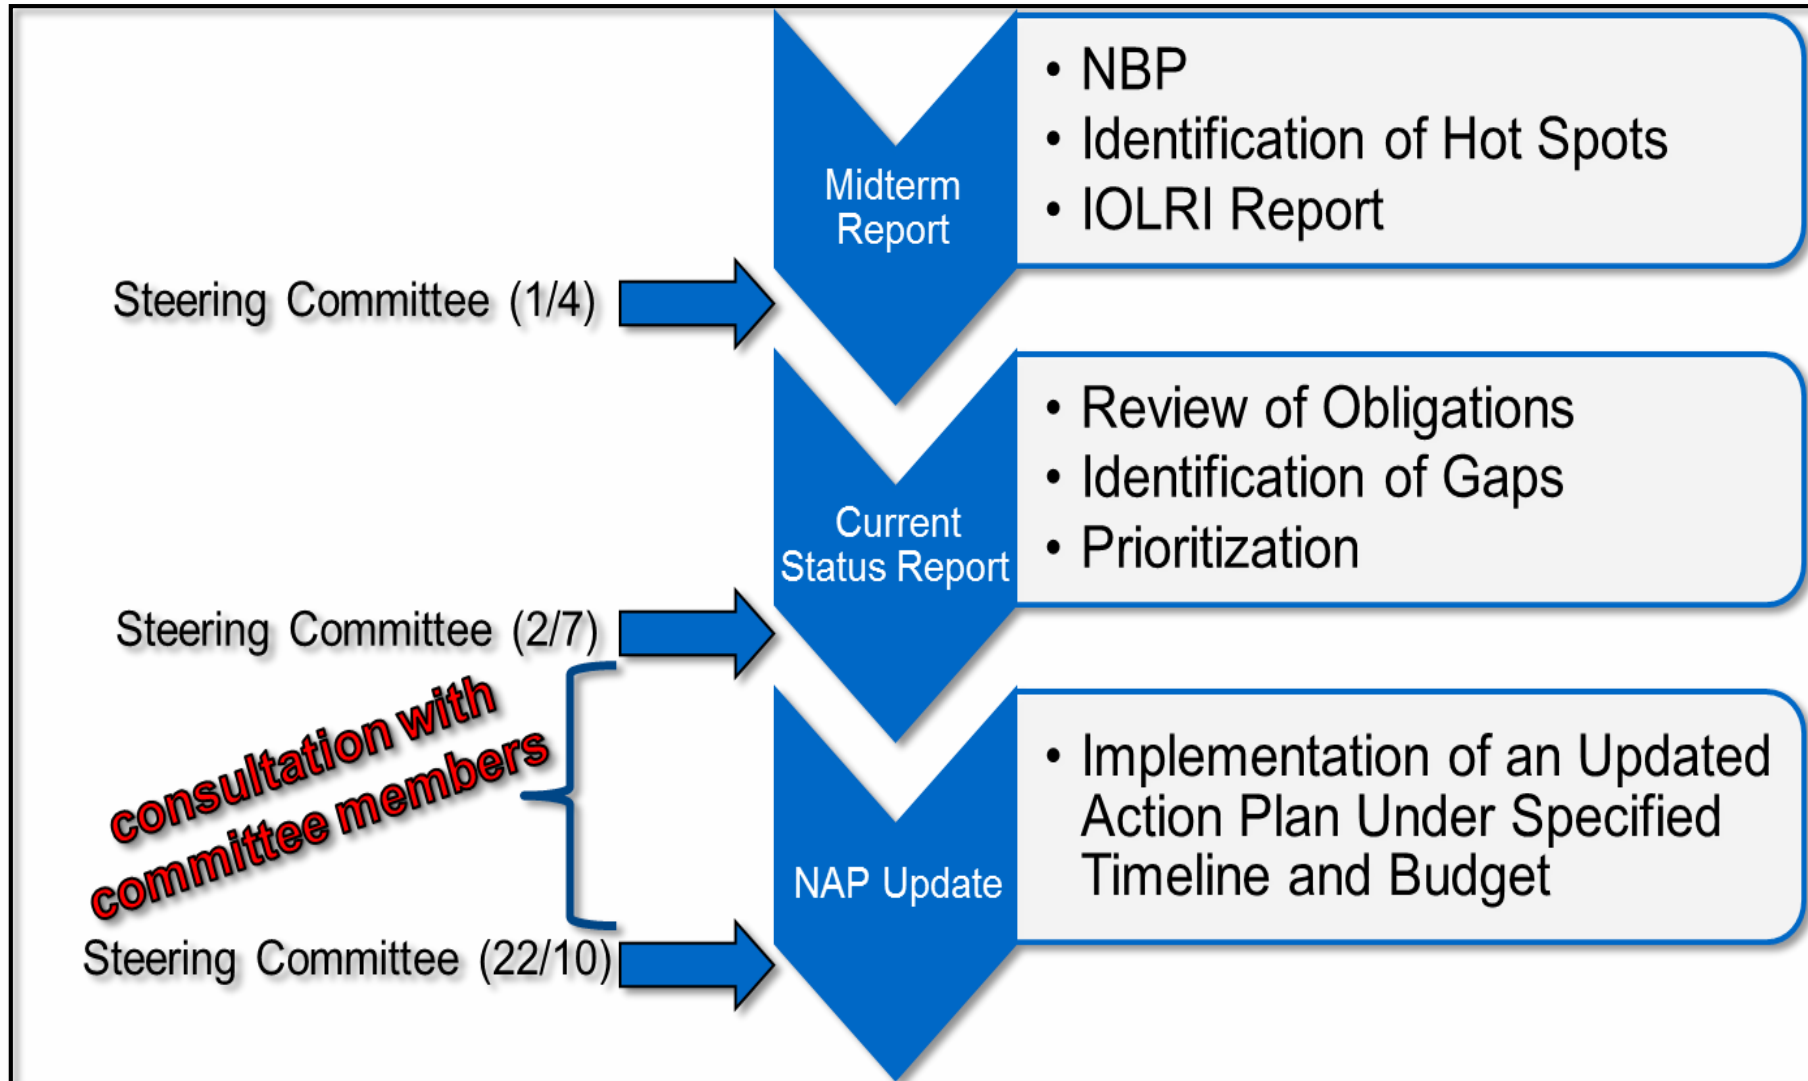 Midterm
Report
• NBP
• Identification of Hot Spots
• IOLRI Report
Steering Committee (1/4)
Current
Status Report
• Review of Obligations
• Identification of Gaps
• Prioritization
Steering Committee (2/7)
consultation with
committee members
NAP Update
• Implementation of an Updated
Action Plan Under Specified
Timeline and Budget
Steering Committee (22/10)